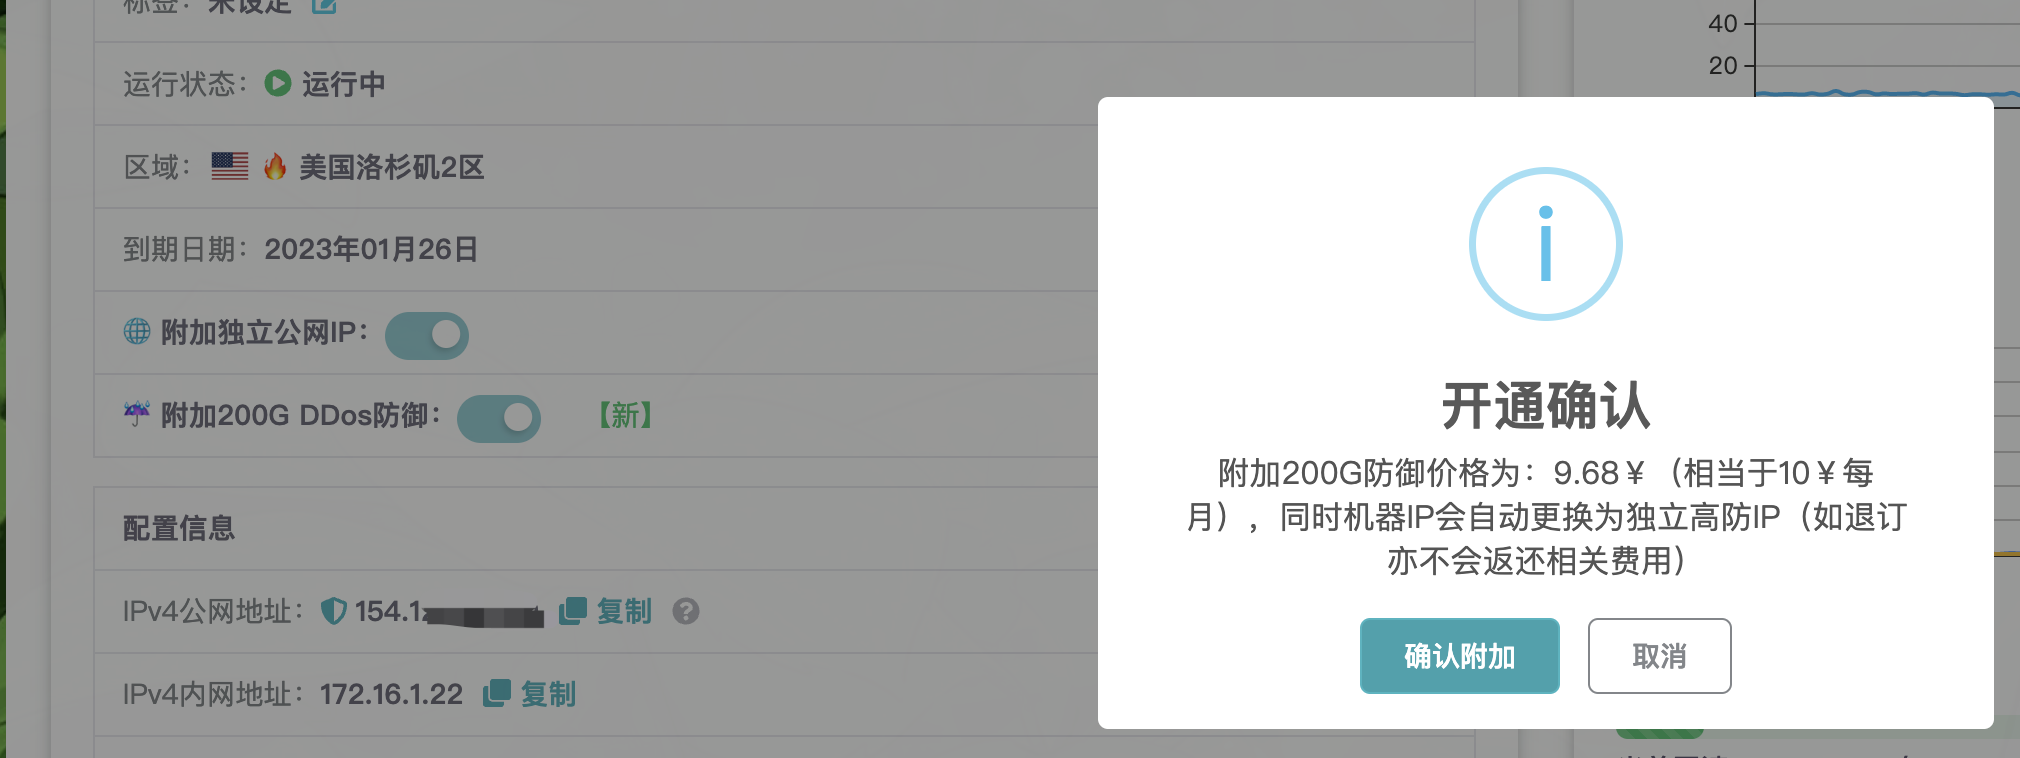 标签：未设定
运行状态：运行中
区域：美国洛杉矶2区
到期日期：2023年01月26日
附加独立公网IP：
附加200G DDos防御：【新】
配置信息
IPv4公网地址：154.1 复制
IPv4内网地址：172.16.1.22 复制
40
20
i
开通确认
附加200G防御价格为：9.68￥（相当于10￥每
月），同时机器IP会自动更换为独立高防IP（如退订
亦不会返还相关费用）
确认附加 取消